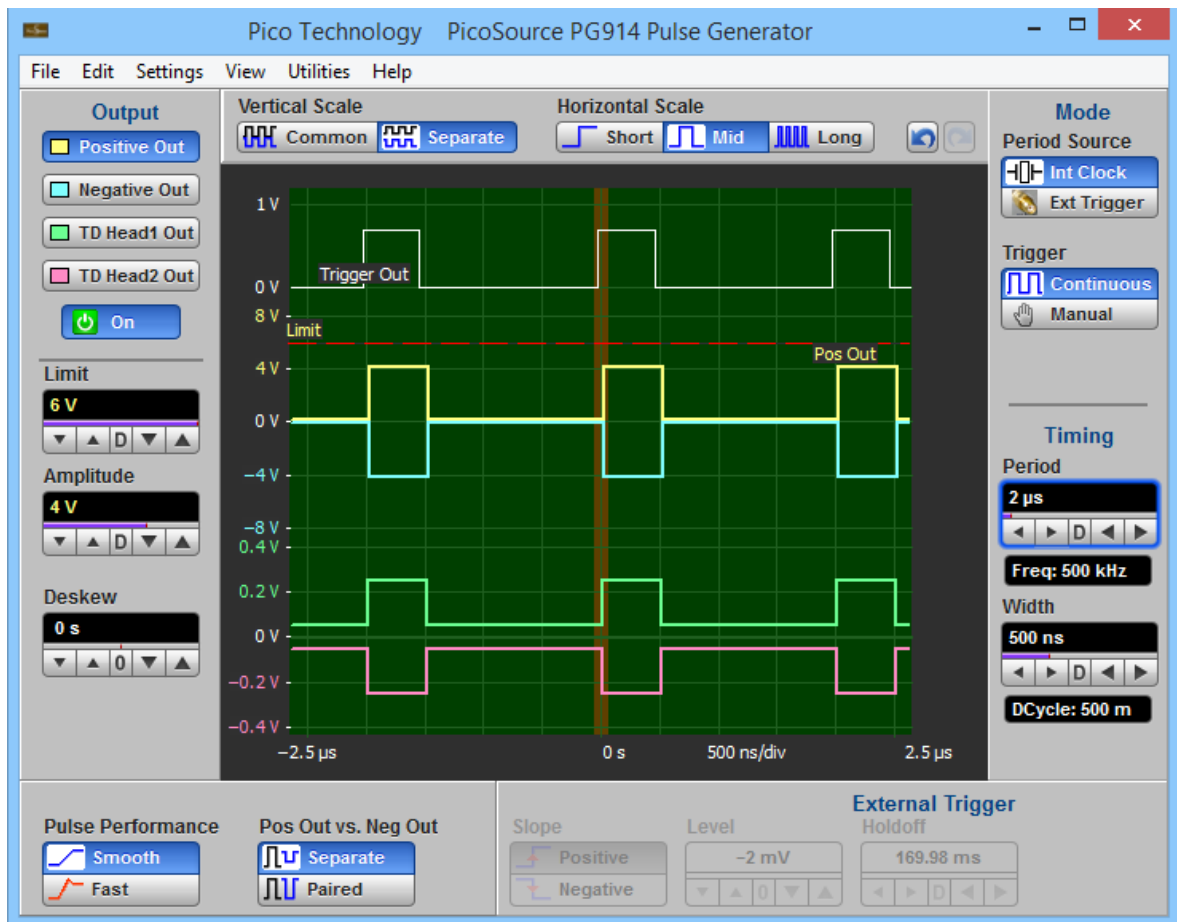 Pico Technology PicoSource PG914 Pulse Generator
File Edit Settings View Utilities Help
Output
Positive Out
Negative Out
TD Head1 Out
TD Head2 Out
On
Limit
6 V
D
Amplitude
4 V
D
Deskew
0 s
0
Vertical Scale
Common Separate
Horizontal Scale
Short Mid Long
1 V
Trigger Out
0 V
8 V
Limit
Pos Out
4 V
0 V
−4 V
−8 V
0.4 V
0.2 V
0 V
−0.2 V
−0.4 V
−2.5 µs 0 s 500 ns/div 2.5 µs
Mode
Period Source
Int Clock
Ext Trigger
Trigger
Continuous
Manual
Timing
Period
2 µs
D
Freq: 500 kHz
Width
500 ns
D
DCycle: 500 m
Pulse Performance
Smooth
Fast
Pos Out vs. Neg Out
Separate
Paired
External Trigger
Slope
Positive
Negative
Level
−2 mV
0
Holdoff
169.98 ms
D